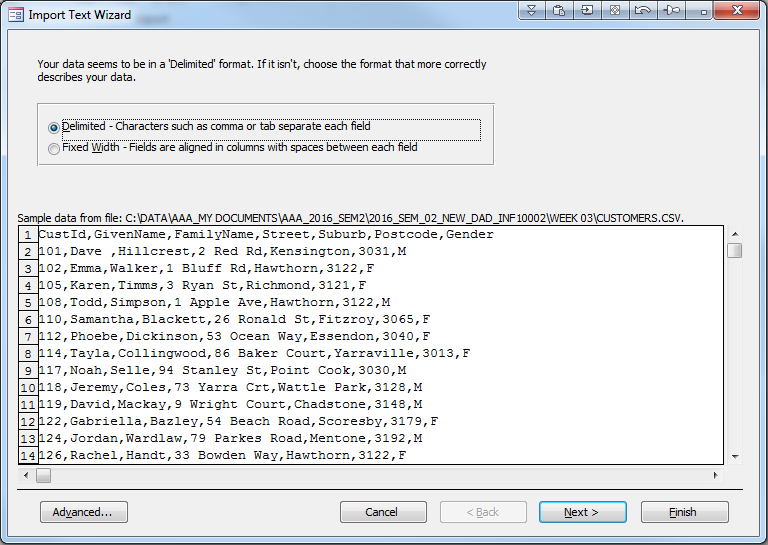 Import Text Wizard
Your data seems to be in a 'Delimited' format. If it isn't, choose the format that more correctly
describes your data.
Delimited - Characters such as comma or tab separate each field
Fixed Width - Fields are aligned in columns with spaces between each field
Sample data from file: C:\DATA\AAA_MY DOCUMENTS\AAA_2016_SEM2\2016_SEM_02_NEW_DAD_INF10002\WEEK 03\CUSTOMERS.CSV.
1 CustId,GivenName,FamilyName,Street,Suburb,Postcode,Gender
2 101,Dave ,Hillcrest,2 Red Rd,Kensington,3031,M
3 102,Emma,Walker,1 Bluff Rd,Hawthorn,3122,F
4 105,Karen,Timms,3 Ryan St,Richmond,3121,F
5 108,Todd,Simpson,1 Apple Ave,Hawthorn,3122,M
6 110,Samantha,Blackett,26 Ronald St,Fitzroy,3065,F
7 112,Phoebe,Dickinson,53 Ocean Way,Essendon,3040,F
8 114,Tayla,Collingwood,86 Baker Court,Yarraville,3013,F
9 117,Noah,Selle,94 Stanley St,Point Cook,3030,M
10 118,Jeremy,Coles,73 Yarra Crt,Wattle Park,3128,M
11 119,David,Mackay,9 Wright Court,Chadstone,3148,M
12 122,Gabriella,Bazley,54 Beach Road,Scoresby,3179,F
13 124,Jordan,Wardlaw,79 Parkes Road,Mentone,3192,M
14 126,Rachel,Handt,33 Bowden Way,Hawthorn,3122,F
Advanced... Cancel < Back Next > Finish